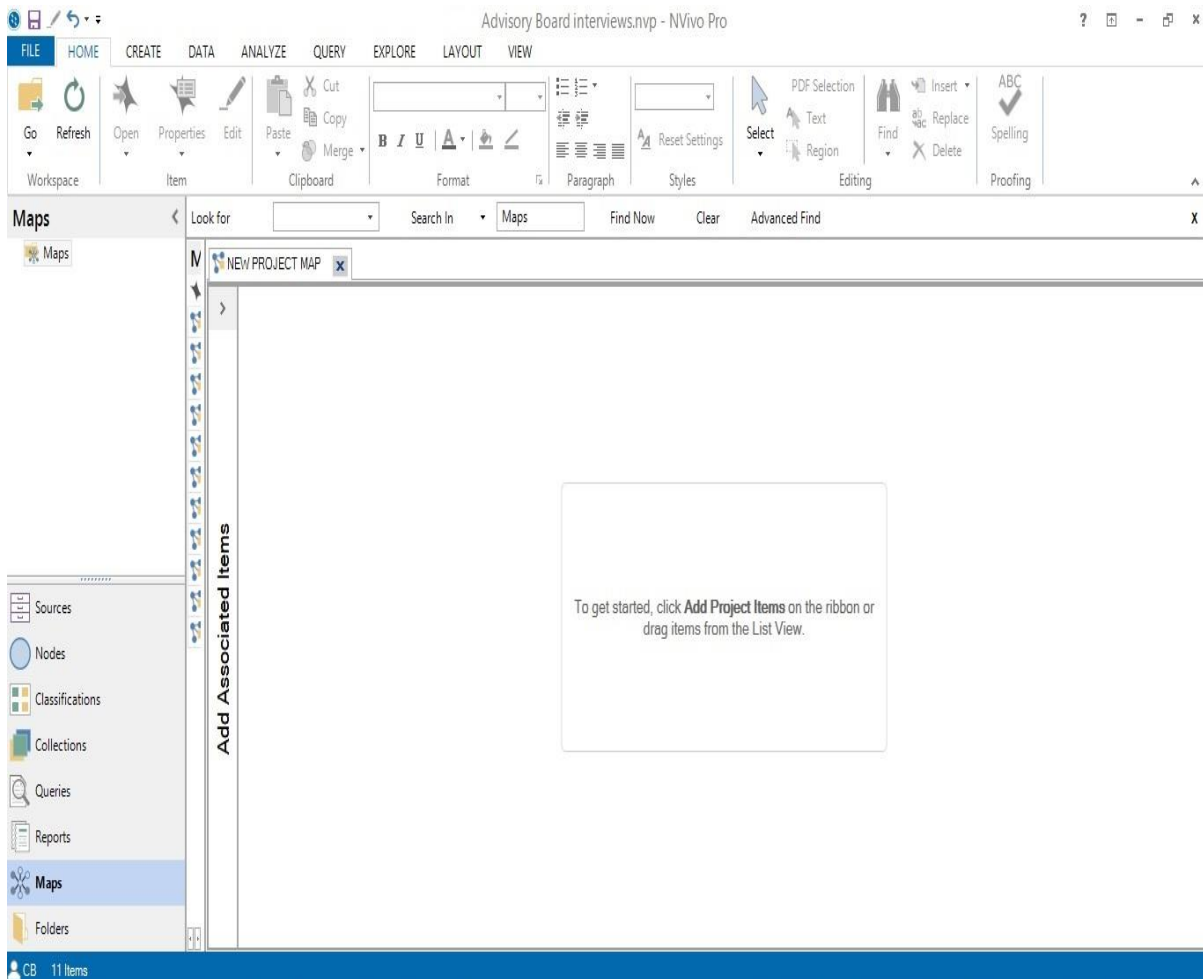 Advisory Board interviews.nvp - NVivo Pro ?
FILE HOME CREATE DATA ANALYZE QUERY EXPLORE LAYOUT VIEW
Go Refresh Open Properties Edit Paste Cut Copy Merge
B I U A A A Reset Settings
Select PDF Selection Text Region Find Insert ab ac Replace Delete ABC Spelling
Workspace Item Clipboard Format Paragraph Styles Editing Proofing
Maps Look for Search In Maps Find Now Clear Advanced Find X
Maps
M NEW PROJECT MAP x
Add Associated Items
To get started, click Add Project Items on the ribbon or
drag items from the List View.
Sources
Nodes
Classifications
Collections
Queries
Reports
Maps
Folders
CB 11 Items